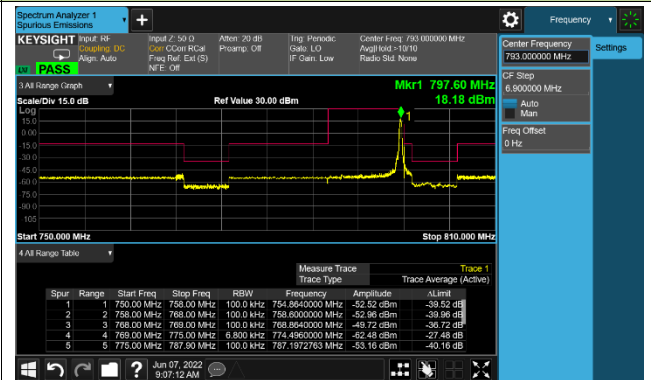 Spectrum Analyzer 1
Spurious Emissions
Frequency
KEYSIGHT Input: RF Input Z: 50 Ω Atten: 20 dB Trig: Periodic Center Freq: 793.000000 MHz
Coupling: DC Corr CCorr RCal Preamp: Off Gate: LO Avg|Hold:>10/10
Align: Auto Freq Ref: Ext (S) IF Gain: Low Radio Std: None
NFE: Off
PASS
Center Frequency
793.000000 MHz
Settings
CF Step
6.900000 MHz
Auto
Man
Freq Offset
0 Hz
3 All Range Graph
Mkr1 797.60 MHz
Scale/Div 15.0 dB Ref Value 30.00 dBm 18.18 dBm
Log
15.0
0.00
-15.0
-30.0
-45.0
-60.0
-75.0
-90.0
-105
1
Start 750.000 MHz Stop 810.000 MHz
4 All Range Table
Measure Trace Trace 1
Trace Type Trace Average (Active)
Spur Range Start Freq Stop Freq RBW Frequency Amplitude ΔLimit
1 1 750.00 MHz 758.00 MHz 100.0 kHz 754.8640000 MHz -52.52 dBm -39.52 dB
2 2 758.00 MHz 768.00 MHz 100.0 kHz 758.6000000 MHz -52.96 dBm -39.96 dB
3 3 768.00 MHz 769.00 MHz 100.0 kHz 768.8640000 MHz -49.72 dBm -36.72 dB
4 4 769.00 MHz 775.00 MHz 6.800 kHz 774.4960000 MHz -62.48 dBm -27.48 dB
5 5 775.00 MHz 787.90 MHz 100.0 kHz 787.1972763 MHz -53.16 dBm -40.16 dB
Jun 07, 2022
9:07:12 AM